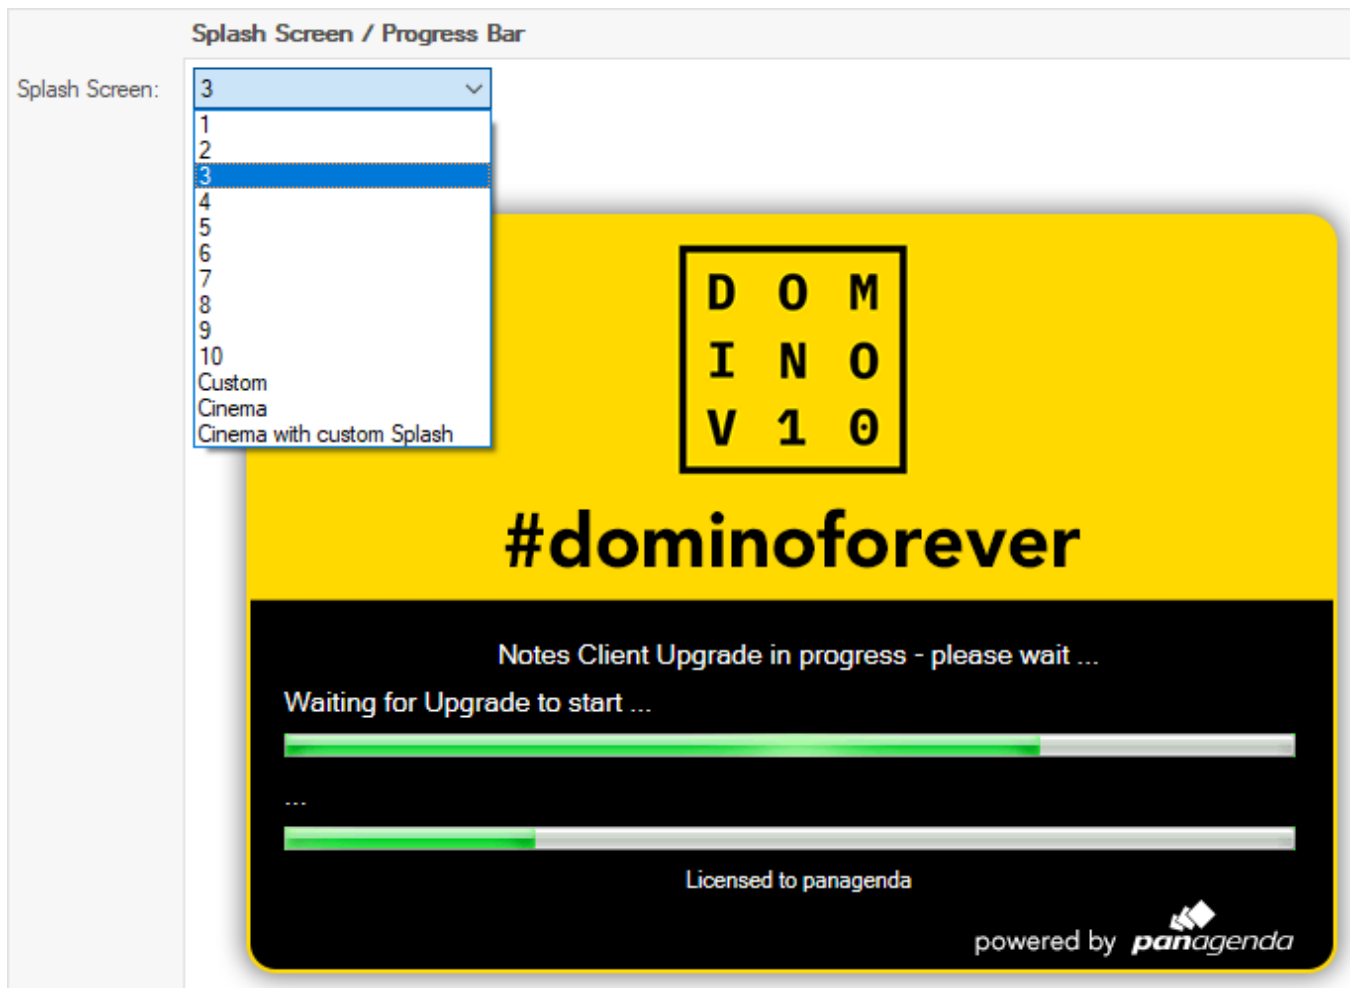 Splash Screen / Progress Bar
Splash Screen:
3
1
2
3
4
5
6
7
8
9
10
Custom
Cinema
Cinema with custom Splash
D O M
I N O
V 1 0
#dominoforever
Notes Client Upgrade in progress - please wait ...
Waiting for Upgrade to start ...
...
Licensed to panagenda
powered by panagenda